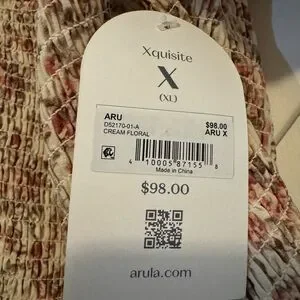 Xquisite
X
(XL)
ARU $98.00
D52170-01-A ARU X
CREAM FLORAL
4 10005 87155 8
Made in China
$98.00
arula.com